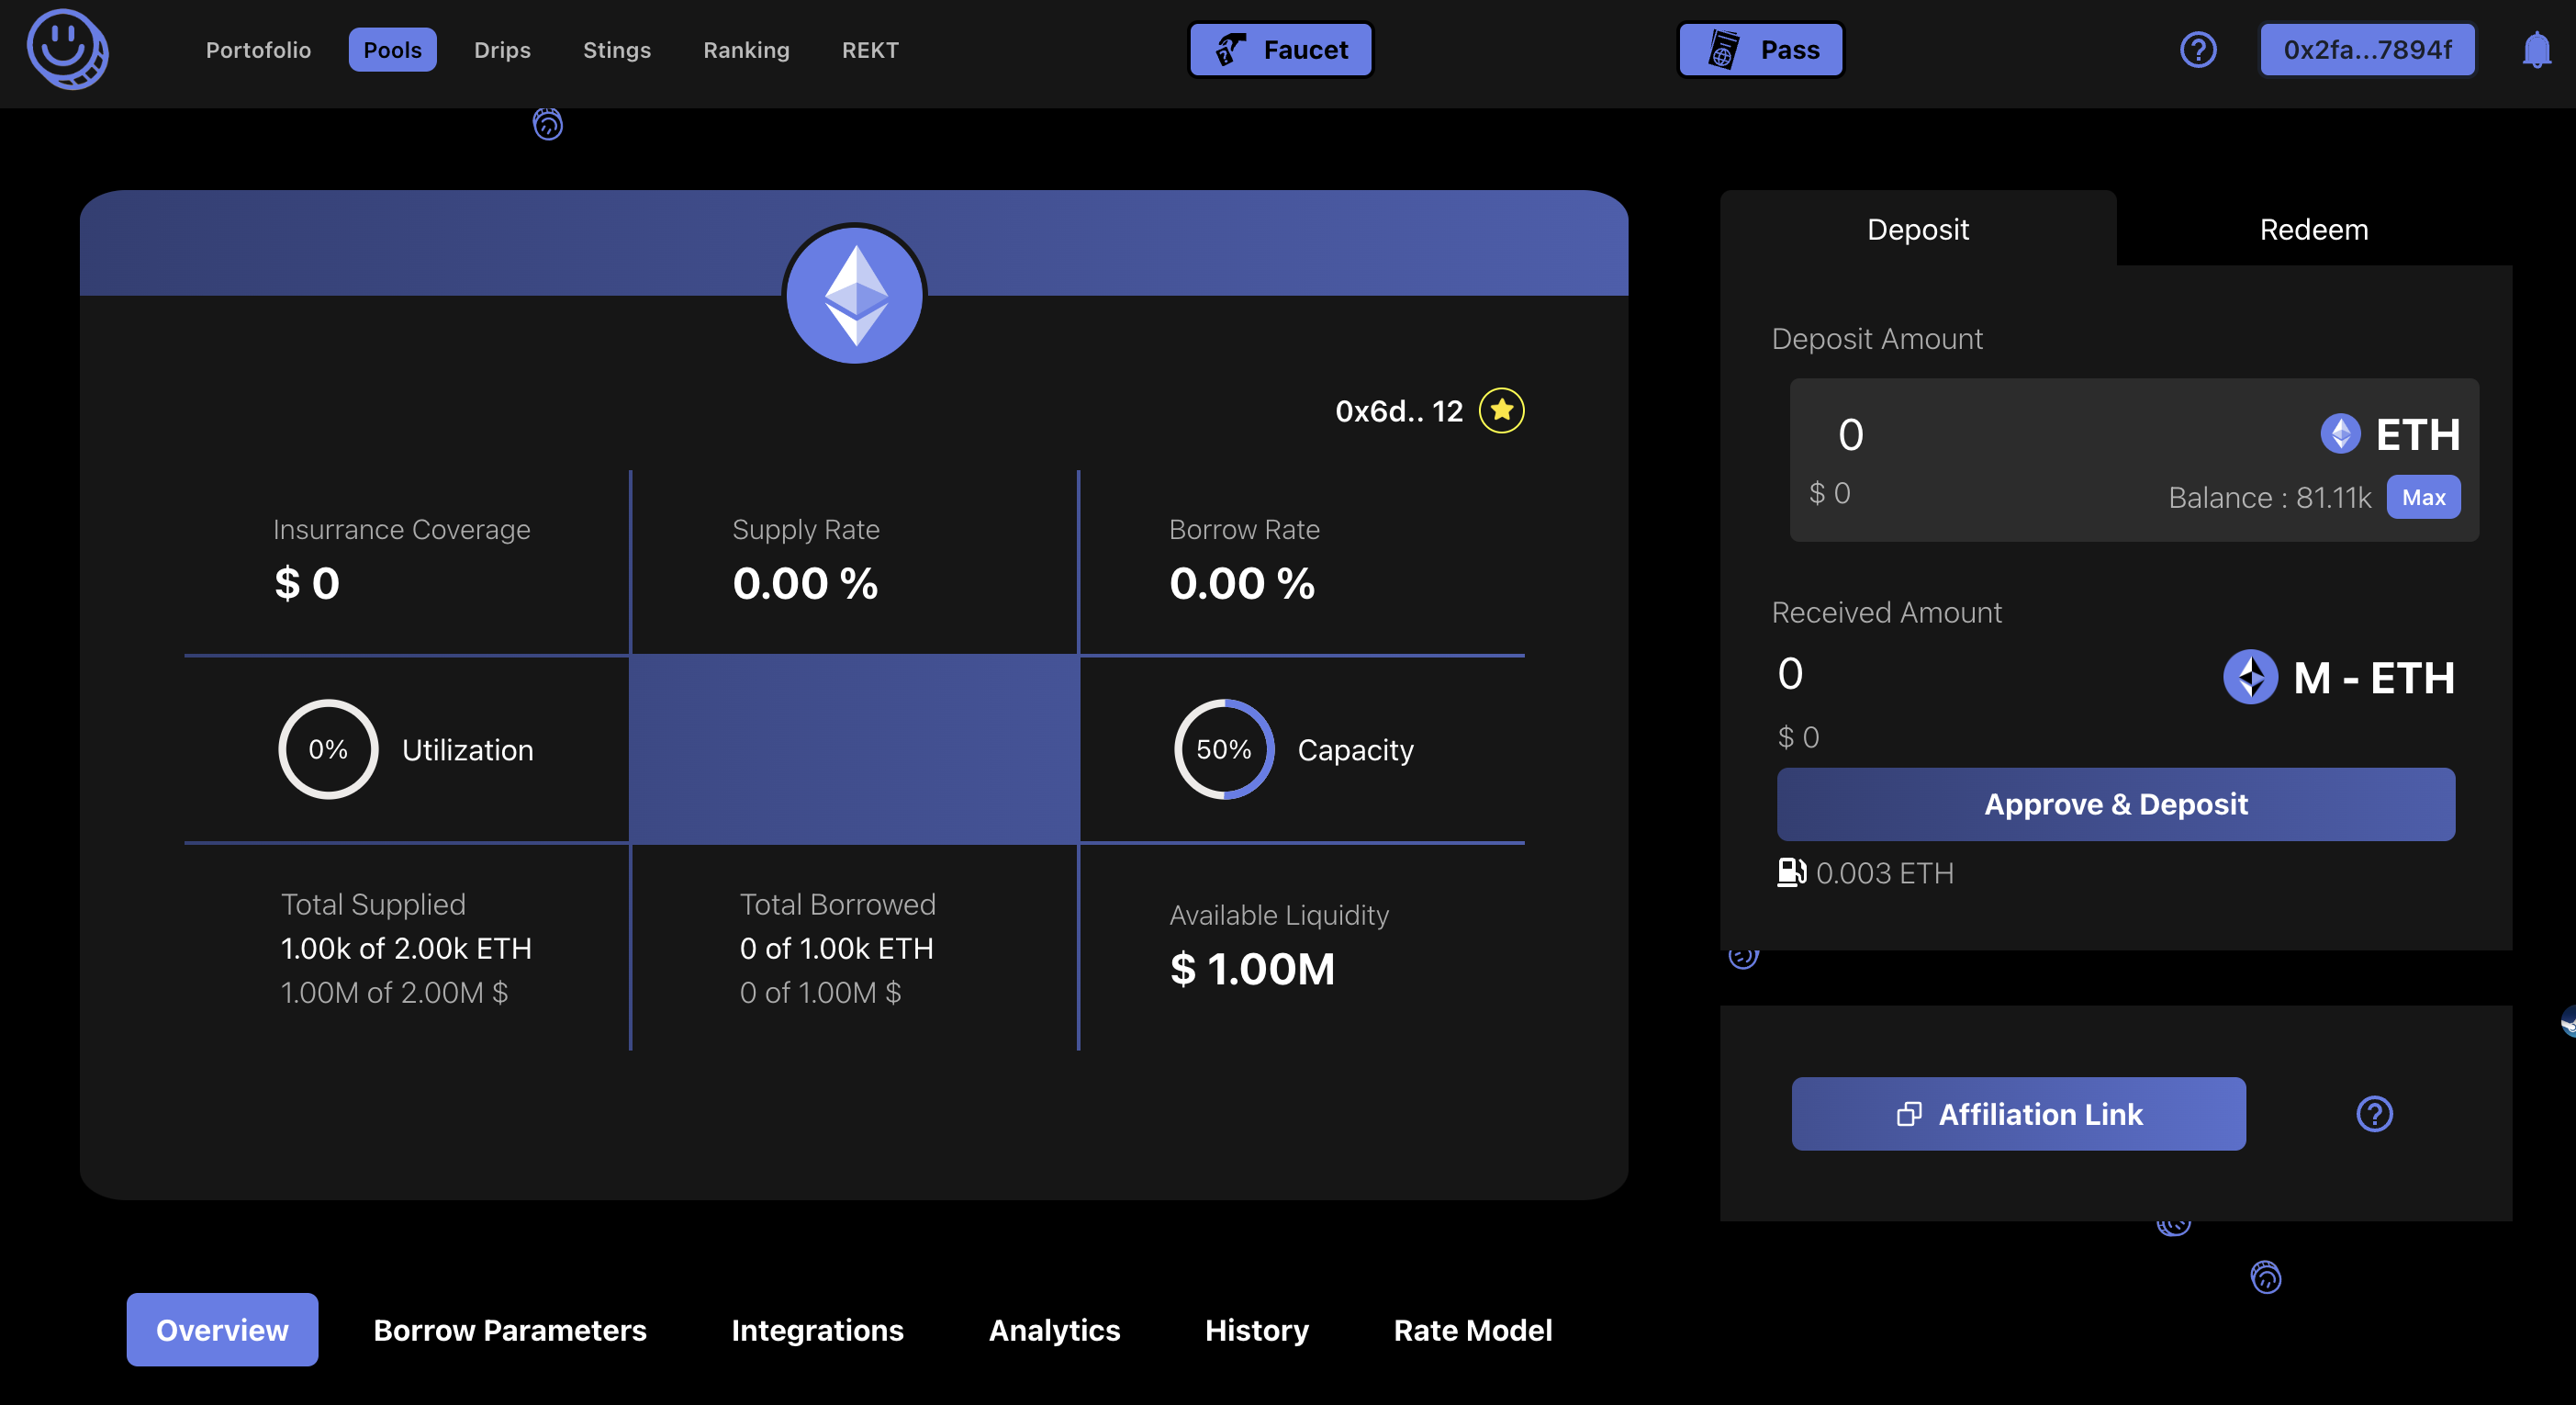 Portofolio
Pools
Drips
Stings
Ranking
REKT
Faucet
Pass
0x2fa...7894f
0x6d.. 12
Insurrance Coverage
$ 0
Supply Rate
0.00 %
Borrow Rate
0.00 %
0%
Utilization
50%
Capacity
Total Supplied
1.00k of 2.00k ETH
1.00M of 2.00M $
Total Borrowed
0 of 1.00k ETH
0 of 1.00M $
Available Liquidity
$ 1.00M
Deposit
Redeem
Deposit Amount
0
ETH
$ 0
Balance : 81.11k
Max
Received Amount
0
M - ETH
$ 0
Approve & Deposit
0.003 ETH
Affiliation Link
Overview
Borrow Parameters
Integrations
Analytics
History
Rate Model